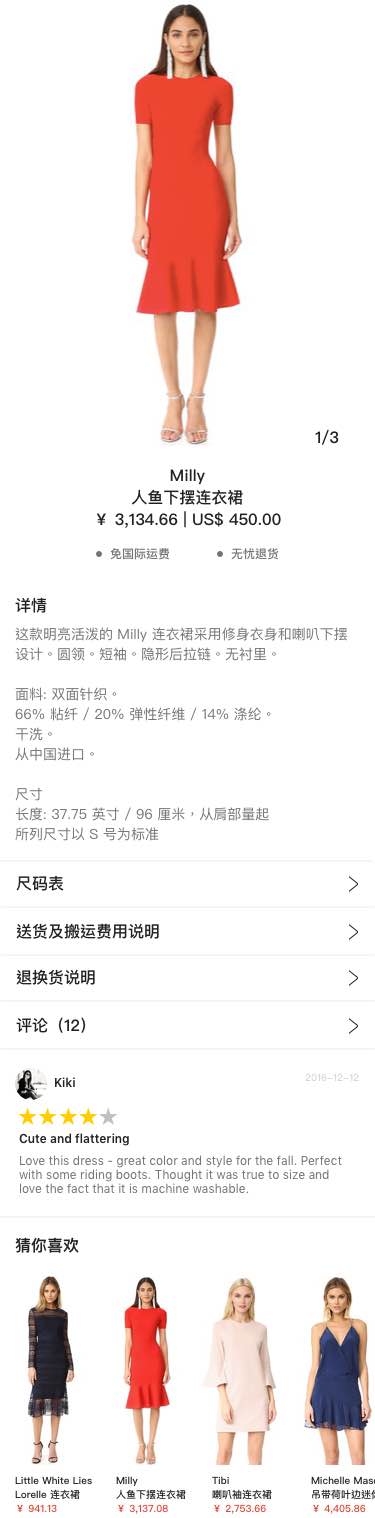 1/3
Milly
人鱼下摆连衣裙
¥ 3,134.66 | US$ 450.00
免国际运费
无忧退货
详情
这款明亮活泼的 Milly 连衣裙采用修身衣身和喇叭下摆
设计。圆领。短袖。隐形后拉链。无衬里。
面料: 双面针织。
66% 粘纤 / 20% 弹性纤维 / 14% 涤纶。
干洗。
从中国进口。
尺寸
长度: 37.75 英寸 / 96 厘米，从肩部量起
所列尺寸以 S 号为标准
尺码表
送货及搬运费用说明
退换货说明
评论（12）
Kiki
2016-12-12
Cute and flattering
Love this dress - great color and style for the fall. Perfect
with some riding boots. Thought it was true to size and
love the fact that it is machine washable.
猜你喜欢
Little White Lies
Lorelle 连衣裙
¥ 941.13
Milly
人鱼下摆连衣裙
¥ 3,137.08
Tibi
喇叭袖连衣裙
¥ 2,753.66
Michelle Mas
吊带荷叶边迷
¥ 4,405.86